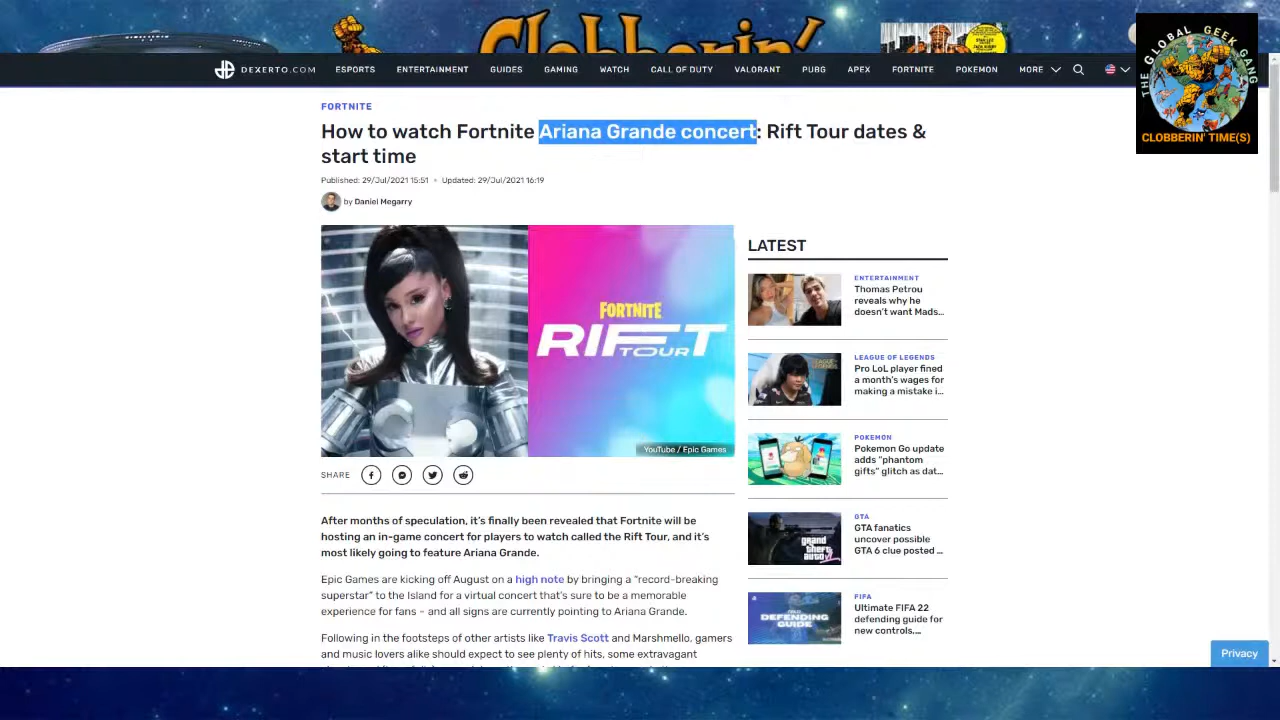 Clobberin'
STAN LEE
JACK KIRBY
THE GLOBAL GEEK GANG
CLOBBERIN' TIME(S)
DEXERTO.COM
ESPORTS
ENTERTAINMENT
GUIDES
GAMING
WATCH
CALL OF DUTY
VALORANT
PUBG
APEX
FORTNITE
POKEMON
MORE
FORTNITE
How to watch Fortnite Ariana Grande concert: Rift Tour dates &
start time
Published: 29/Jul/2021 15:51 • Updated: 29/Jul/2021 16:19
by Daniel Megarry
FORTNITE
RIFT
TOUR
YouTube / Epic Games
SHARE
After months of speculation, it's finally been revealed that Fortnite will be
hosting an in-game concert for players to watch called the Rift Tour, and it's
most likely going to feature Ariana Grande.
Epic Games are kicking off August on a high note by bringing a "record-breaking
superstar" to the Island for a virtual concert that's sure to be a memorable
experience for fans – and all signs are currently pointing to Ariana Grande.
Following in the footsteps of other artists like Travis Scott and Marshmello, gamers
and music lovers alike should expect to see plenty of hits, some extravagant
LATEST
ENTERTAINMENT
Thomas Petrou
reveals why he
doesn't want Mads...
LEAGUE OF LEGENDS
Pro LoL player fined
a month's wages for
making a mistake i...
POKEMON
Pokemon Go update
adds "phantom
gifts" glitch as dat...
grand
theft
auto
GTA
GTA fanatics
uncover possible
GTA 6 clue posted ...
DEFENDING
GUIDE
FIFA
Ultimate FIFA 22
defending guide for
new controls,...
Privacy